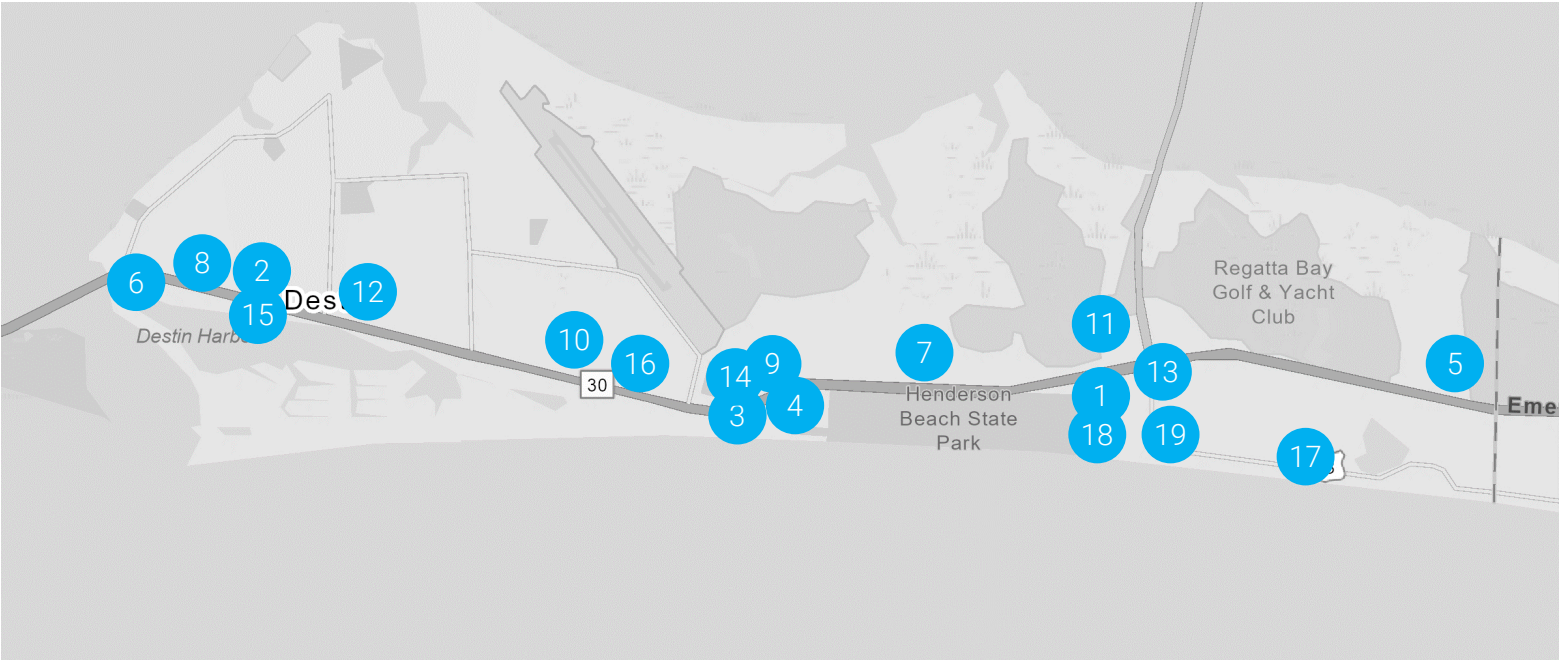 Regatta Bay
Golf & Yacht
Club
8
2
6
12
Des
15
Destin Harb
11
10
16
9
14
7
5
13
30
Henderson
Beach State
Park
1
3
4
Eme
18
19
17